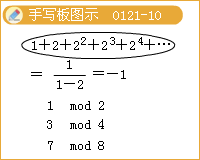 手写板图示 0121-10
1+2+2²+2³+2⁴+⋯
= 1/(1-2) = -1
1 mod 2
3 mod 4
7 mod 8